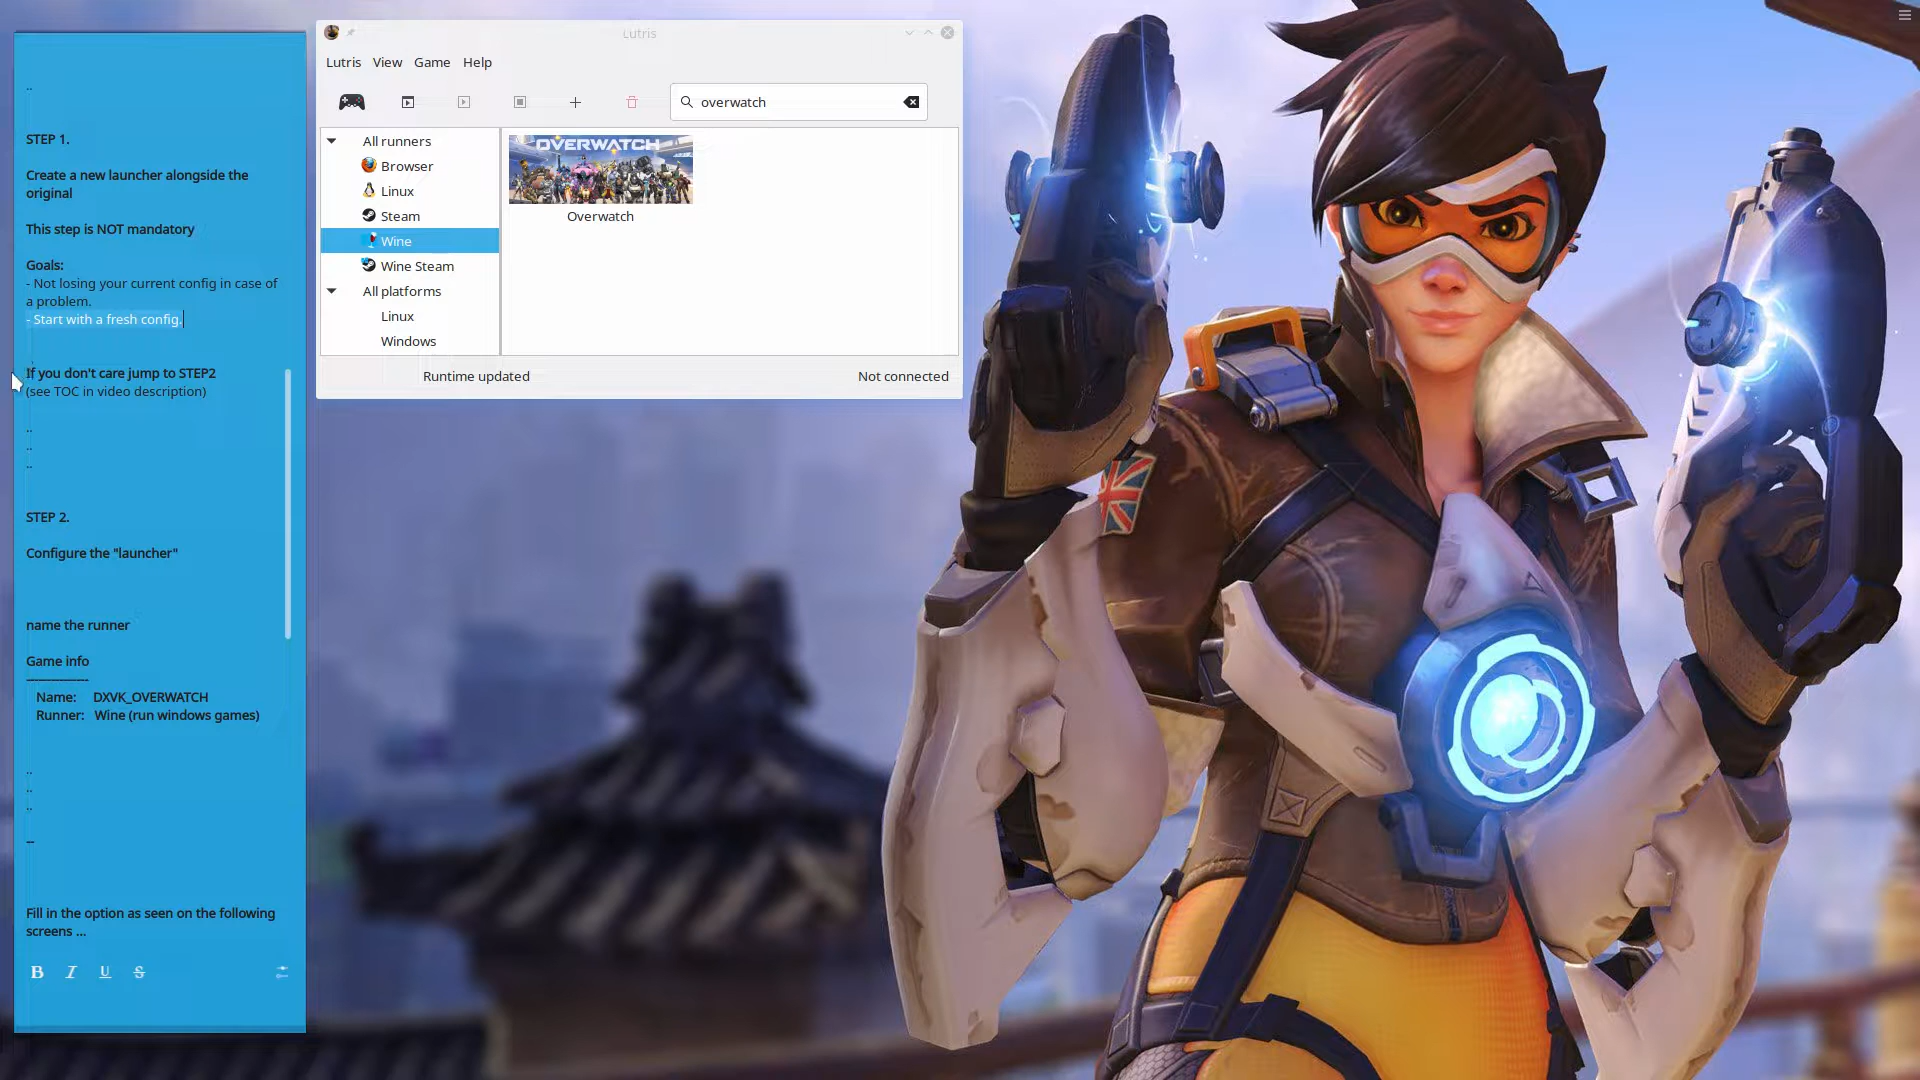 ..
STEP 1.
Create a new launcher alongside the
original
This step is NOT mandatory
Goals:
- Not losing your current config in case of
a problem.
- Start with a fresh config.
If you don't care jump to STEP2
(see TOC in video description)
..
..
..
STEP 2.
Configure the "launcher"
name the runner
Game info
---------------
Name: DXVK_OVERWATCH
Runner: Wine (run windows games)
..
..
..
Fill in the option as seen on the following
screens ...
B I U S
Lutris
Lutris View Game Help
overwatch
All runners
Browser
Linux
Steam
Wine
Wine Steam
All platforms
Linux
Windows
OVERWATCH
Overwatch
Runtime updated
Not connected